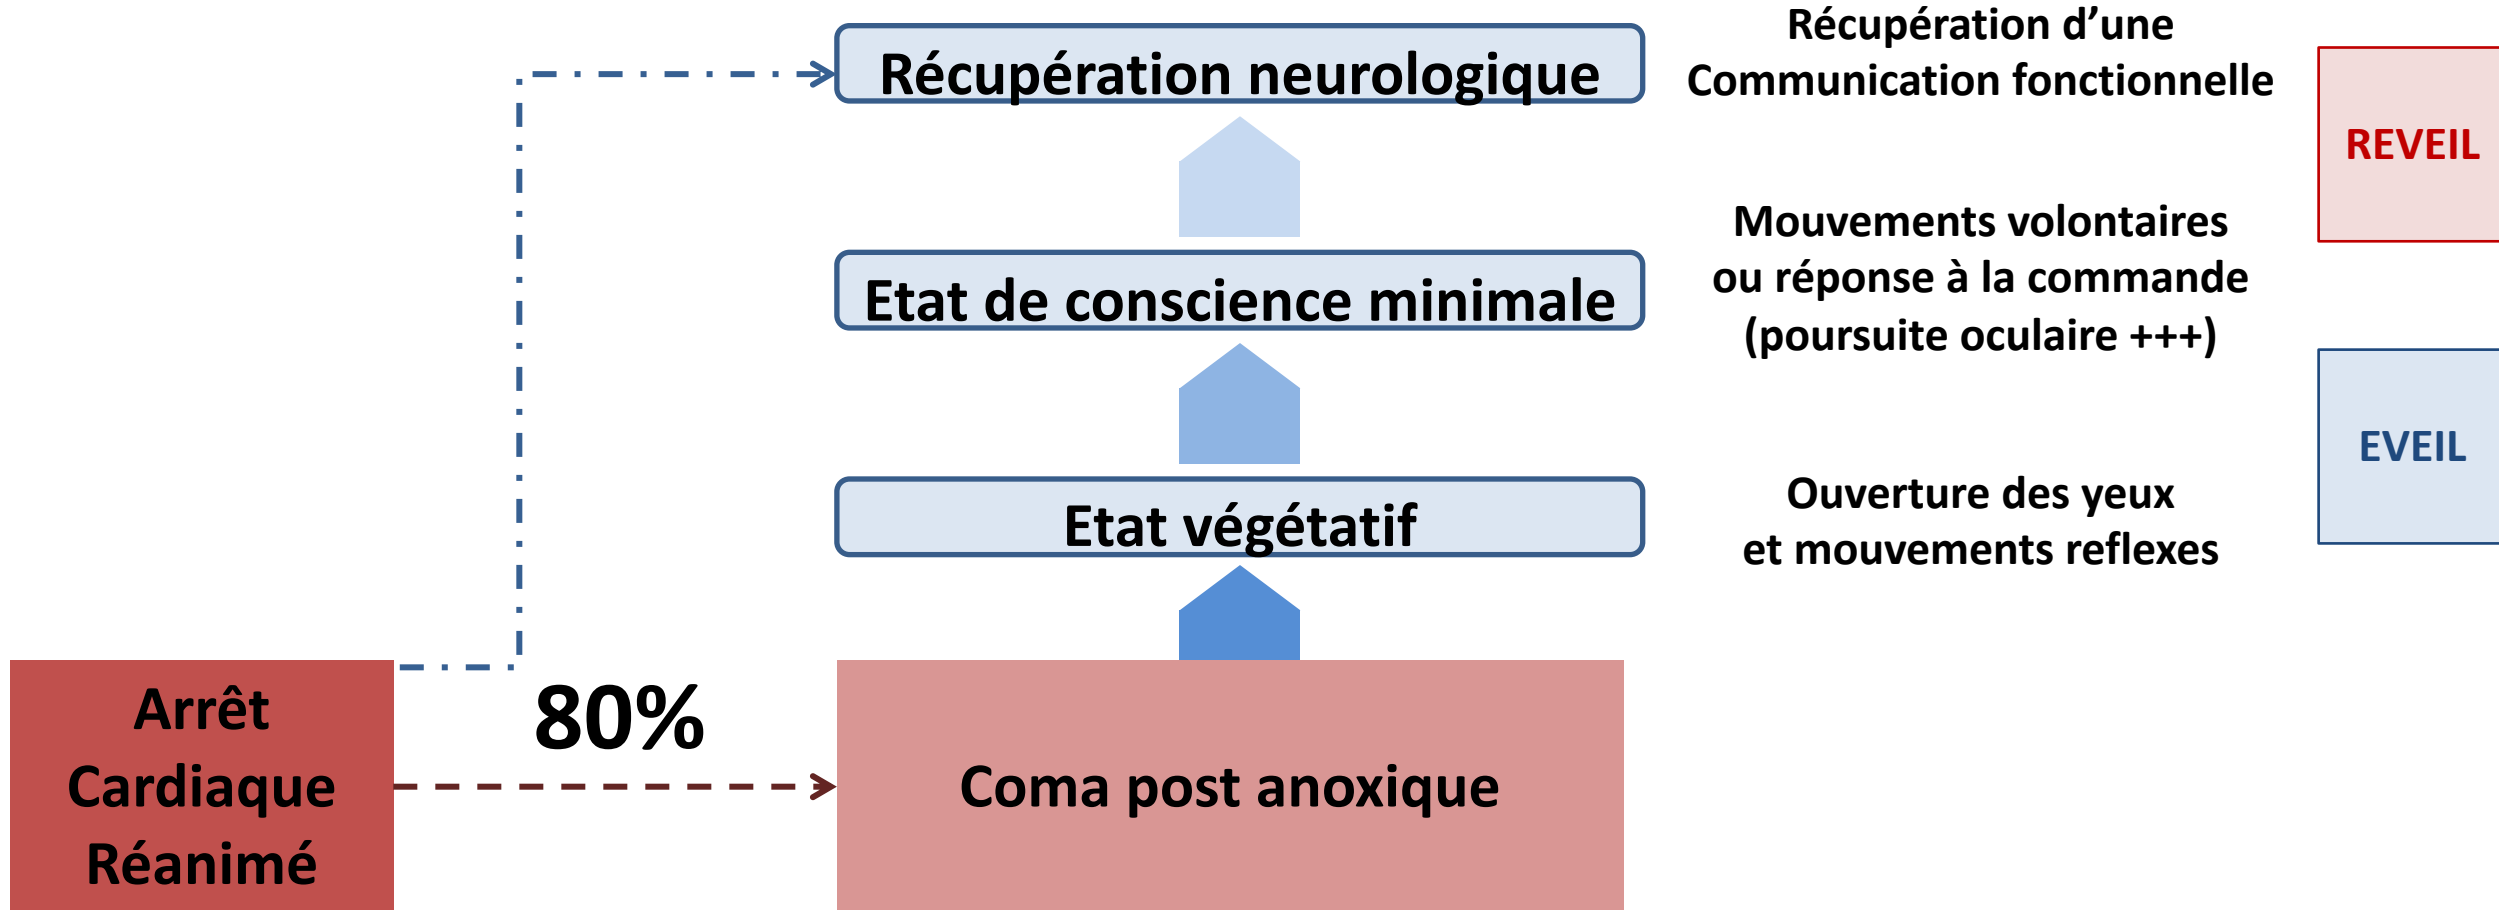 Récupération neurologique
Récupération d’une
Communication fonctionnelle
REVEIL
Etat de conscience minimale
Mouvements volontaires
ou réponse à la commande
(poursuite oculaire +++)
EVEIL
Etat végétatif
Ouverture des yeux
et mouvements reflexes
Arrêt
Cardiaque
Réanimé
80%
Coma post anoxique